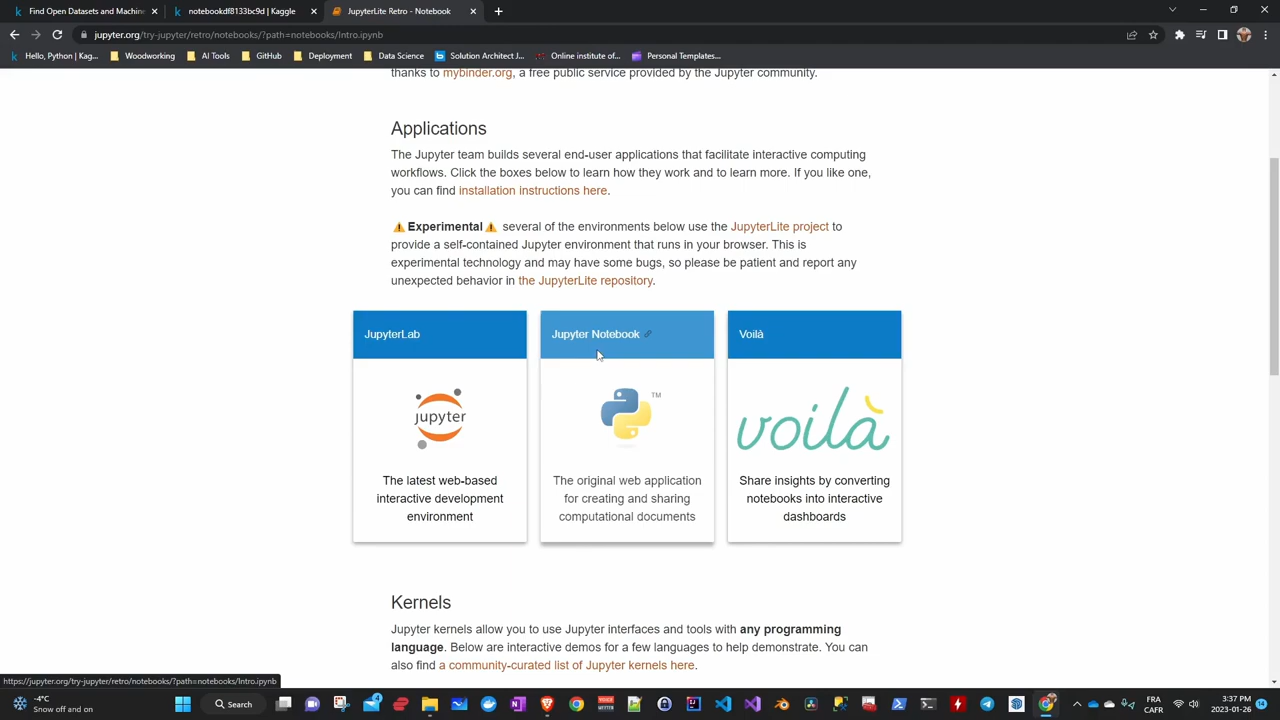 Find Open Datasets and Machine
notebookdf8133bc9d | Kaggle
JupyterLite Retro - Notebook
jupyter.org/try-jupyter/retro/notebooks/?path=notebooks/Intro.ipynb
Hello, Python | Kag...
Woodworking
AI Tools
GitHub
Deployment
Data Science
Solution Architect J...
Online institute of...
Personal Templates...
thanks to mybinder.org, a free public service provided by the Jupyter community.
Applications
The Jupyter team builds several end-user applications that facilitate interactive computing
workflows. Click the boxes below to learn how they work and to learn more. If you like one,
you can find installation instructions here.
⚠️Experimental⚠️ several of the environments below use the JupyterLite project to
provide a self-contained Jupyter environment that runs in your browser. This is
experimental technology and may have some bugs, so please be patient and report any
unexpected behavior in the JupyterLite repository.
JupyterLab
Jupyter Notebook
Voilà
jupyter
TM
voilà
The latest web-based
interactive development
environment
The original web application
for creating and sharing
computational documents
Share insights by converting
notebooks into interactive
dashboards
Kernels
Jupyter kernels allow you to use Jupyter interfaces and tools with any programming
language. Below are interactive demos for a few languages to help demonstrate. You can
also find a community-curated list of Jupyter kernels here.
https://jupyter.org/try-jupyter/retro/notebooks/?path=notebooks/Intro.ipynb
-4°C
Snow off and on
Search
FRA
CAFR
3:37 PM
2023-01-26